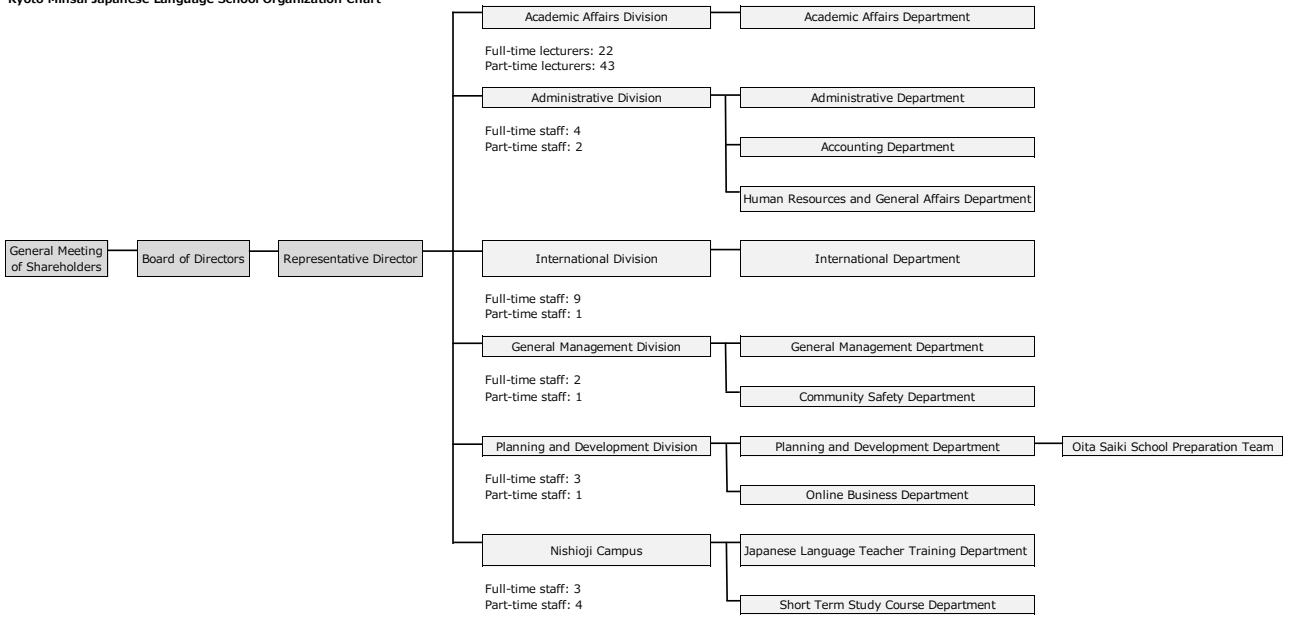 Kyoto Minsai Japanese Language School Organization Chart
Academic Affairs Division
Academic Affairs Department
Full-time lecturers: 22
Part-time lecturers: 43
Administrative Division
Administrative Department
Full-time staff: 4
Part-time staff: 2
Accounting Department
Human Resources and General Affairs Department
General Meeting
of Shareholders
Board of Directors
Representative Director
International Division
International Department
Full-time staff: 9
Part-time staff: 1
General Management Division
General Management Department
Full-time staff: 2
Part-time staff: 1
Community Safety Department
Planning and Development Division
Planning and Development Department
Oita Saiki School Preparation Team
Full-time staff: 3
Part-time staff: 1
Online Business Department
Nishioji Campus
Japanese Language Teacher Training Department
Full-time staff: 3
Part-time staff: 4
Short Term Study Course Department